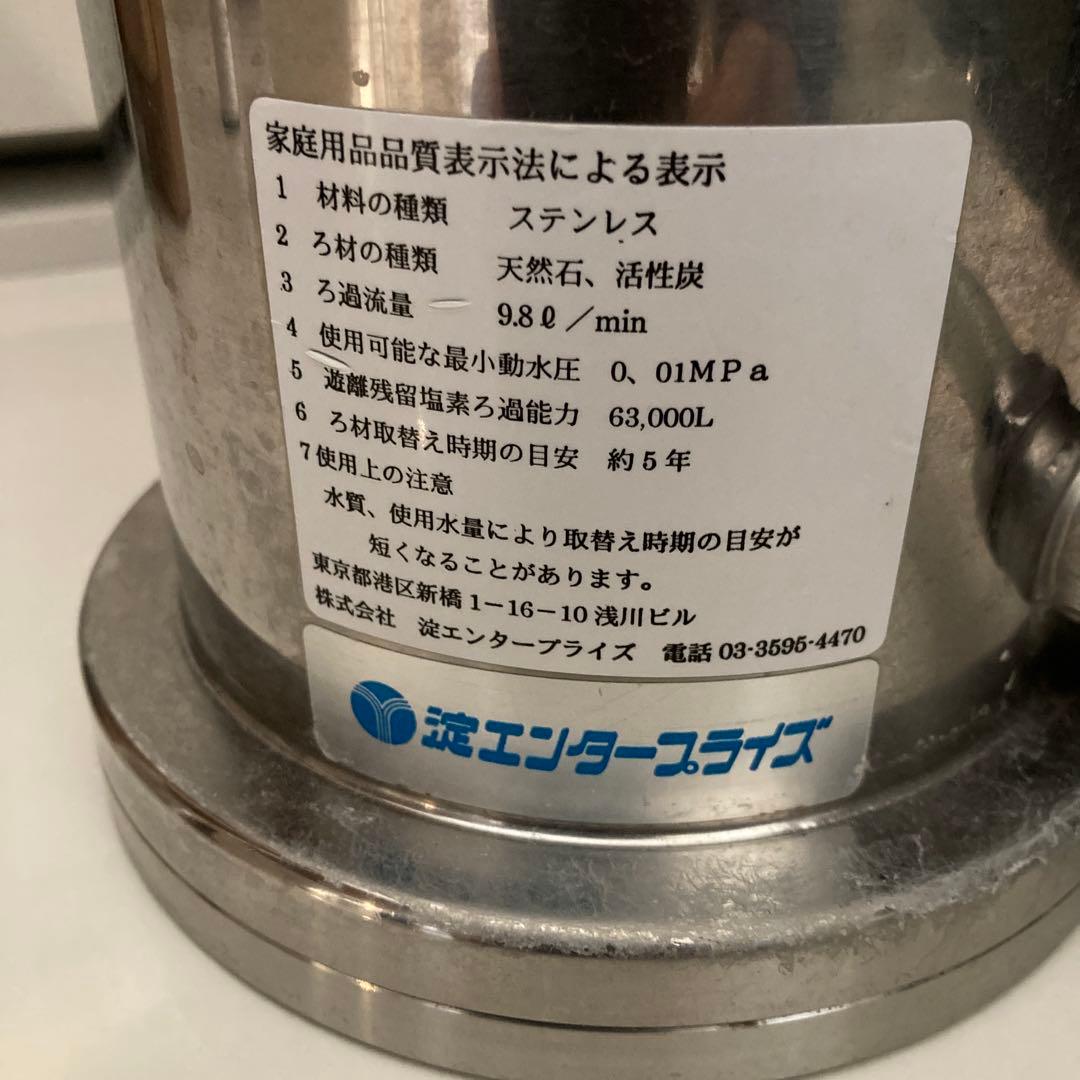 家庭用品品質表示法による表示
1 材料の種類 ステンレス
2 ろ材の種類 天然石、活性炭
3 ろ過流量 9.8ℓ／min
4 使用可能な最小動水圧 0、01MPa
5 遊離残留塩素ろ過能力 63,000L
6 ろ材取替え時期の目安 約5年
7使用上の注意
水質、使用水量により取替え時期の目安が
短くなることがあります。
東京都港区新橋1－16－10浅川ビル
株式会社 淀エンタープライズ 電話03-3595-4470
淀エンタープライズ